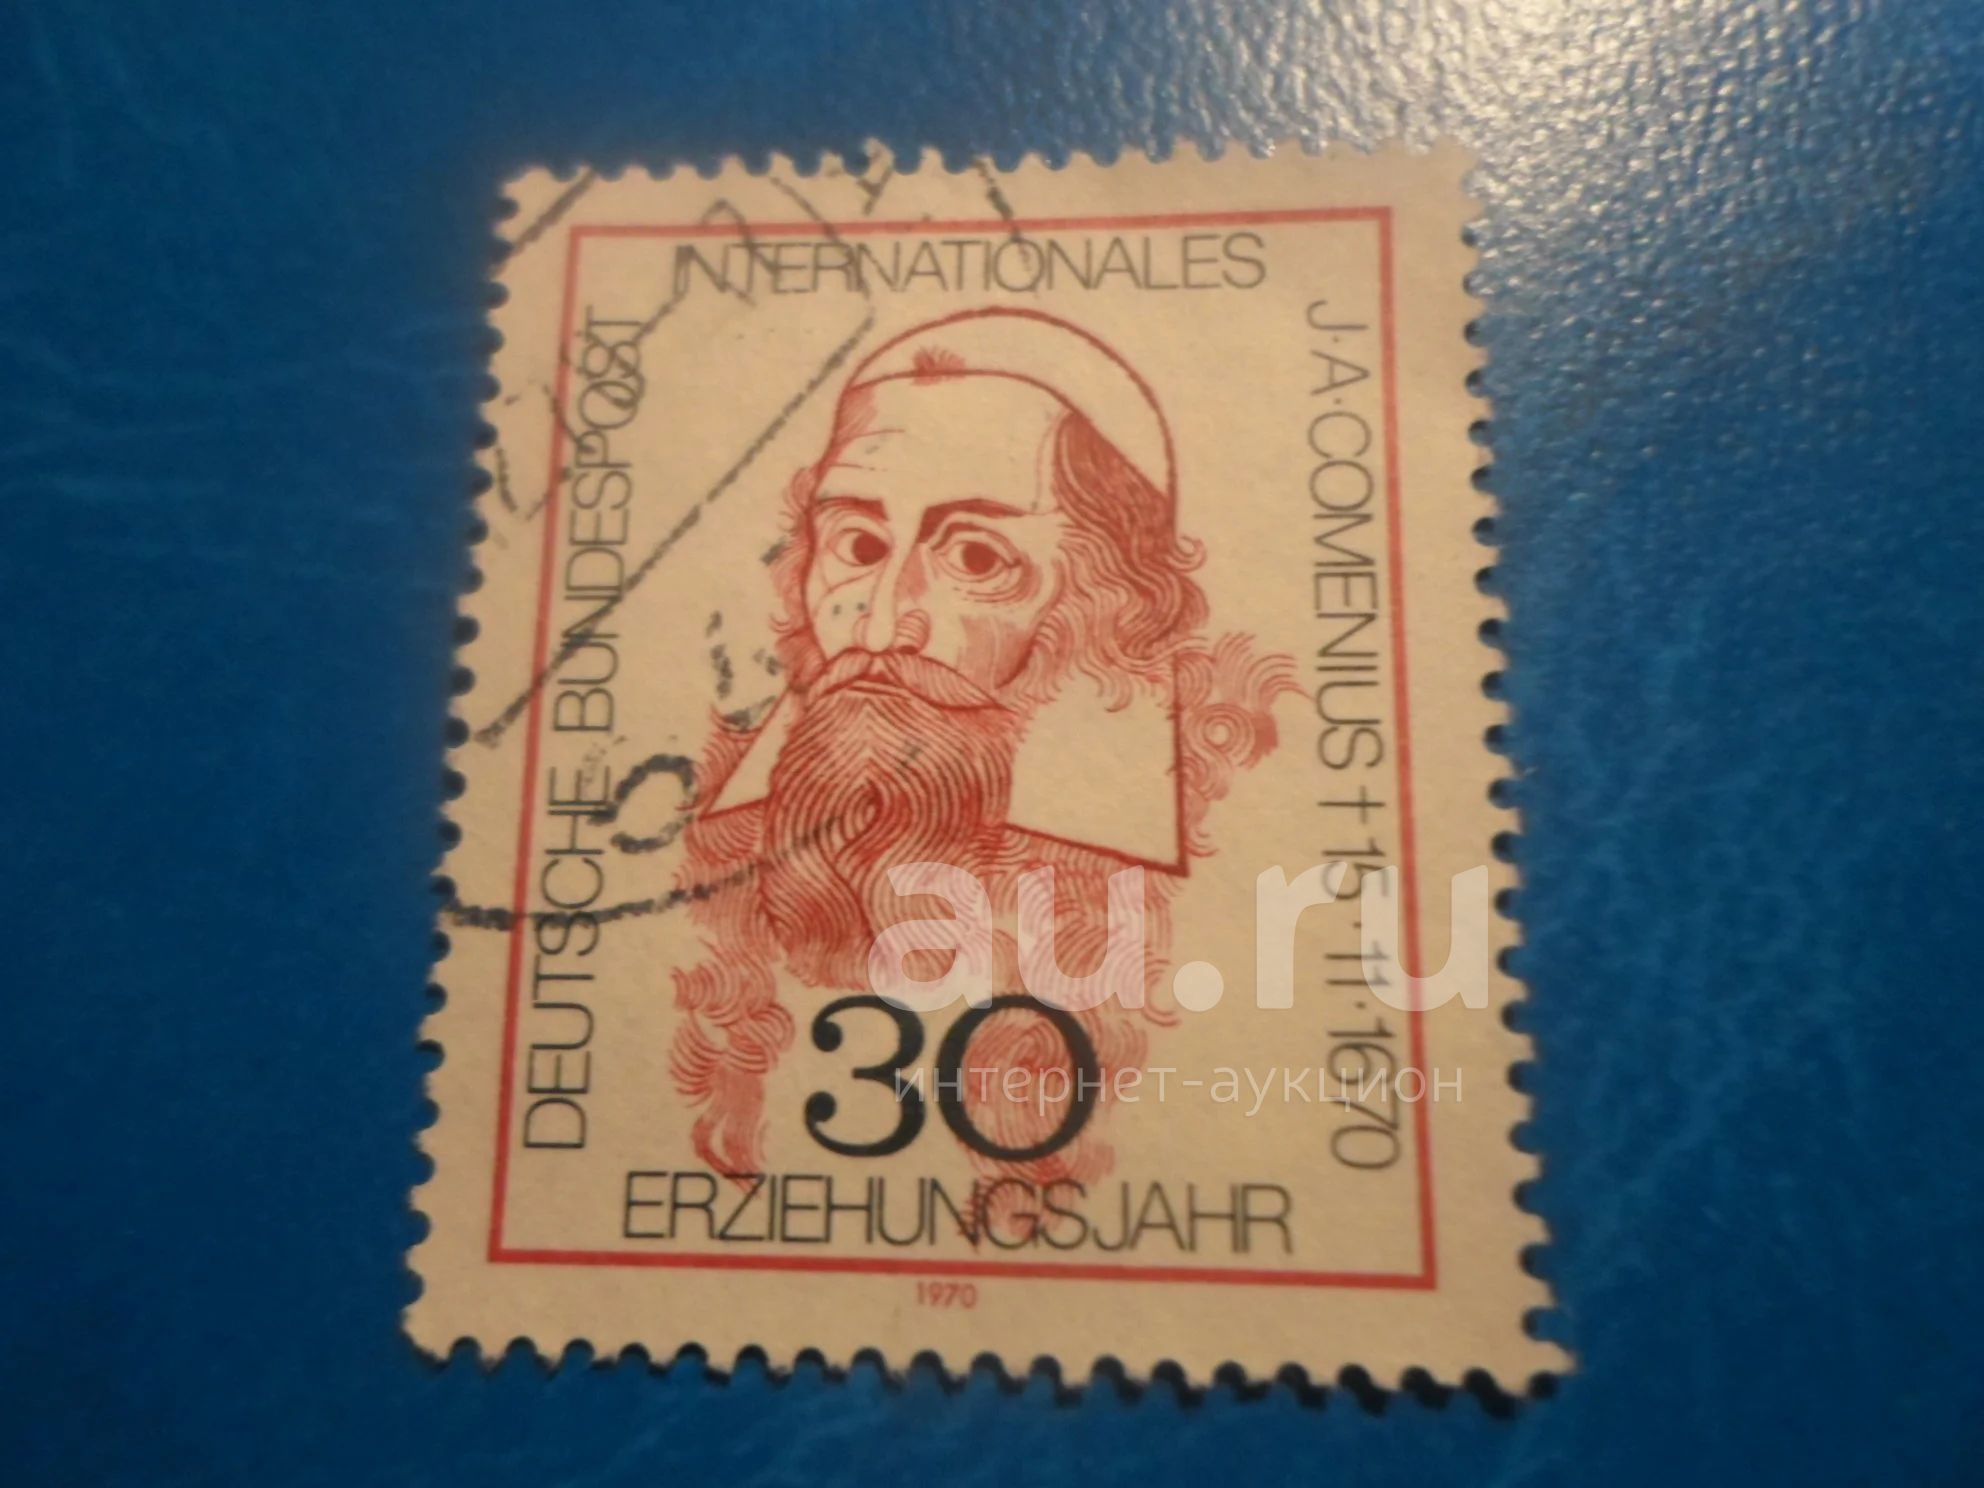 INTERNATIONALES
DEUTSCHE BUNDESPOST
J·A·COMENIUS † 15·11·1670
30
ERZIEHUNGSJAHR
1970
au.ru
интернет-аукцион